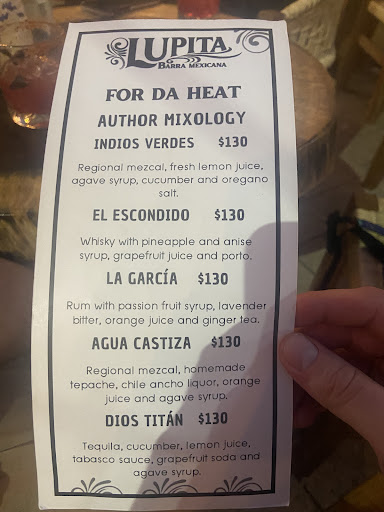 LUPITA
BARRA MEXICANA
FOR DA HEAT
AUTHOR MIXOLOGY
INDIOS VERDES $130
Regional mezcal, fresh lemon juice,
agave syrup, cucumber and oregano
salt.
EL ESCONDIDO $130
Whisky with pineapple and anise
syrup, grapefruit juice and porto.
LA GARCÍA $130
Rum with passion fruit syrup, lavender
bitter, orange juice and ginger tea.
AGUA CASTIZA $130
Regional mezcal, homemade
tepache, chile ancho liquor, orange
juice and agave syrup.
DIOS TITÁN $130
Tequila, cucumber, lemon juice,
tabasco sauce, grapefruit soda and
agave syrup.